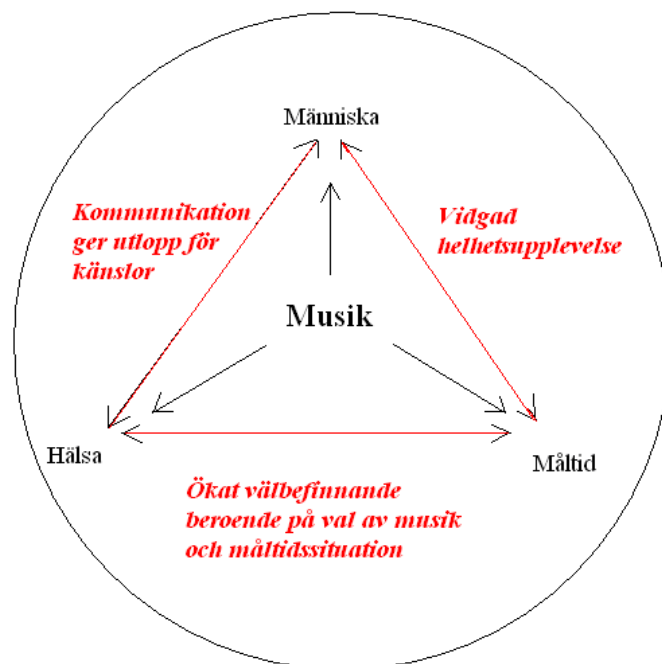 Människa
Kommunikation
ger utlopp för
känslor
Vidgad
helhetsupplevelse
Musik
Hälsa
Måltid
Ökat välbefinnande
beroende på val av musik
och måltidssituation